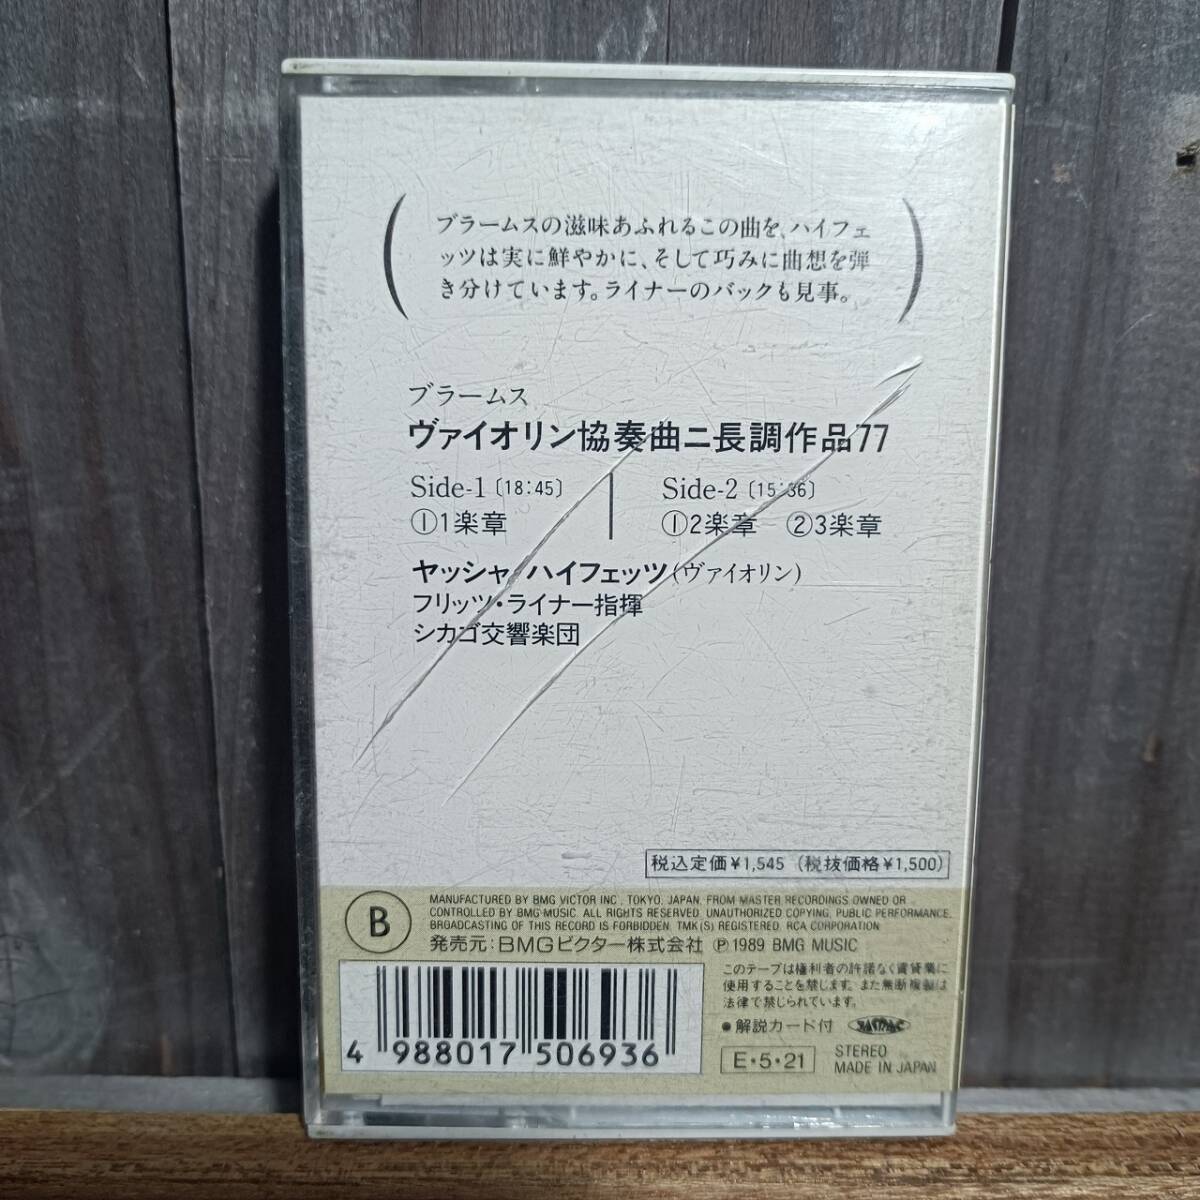 ブラームスの滋味あふれるこの曲を、ハイフェ
ッツは実に鮮やかに、そして巧みに曲想を弾
き分けています。ライナーのバックも見事。
ブラームス
ヴァイオリン協奏曲ニ長調作品77
Side-1〔18:45〕
①1楽章
Side-2〔15:36〕
①2楽章 ②3楽章
ヤッシャ・ハイフェッツ(ヴァイオリン)
フリッツ・ライナー指揮
シカゴ交響楽団
税込定価¥1,545 (税抜価格¥1,500)
B
MANUFACTURED BY BMG VICTOR INC., TOKYO, JAPAN, FROM MASTER RECORDINGS OWNED OR
CONTROLLED BY BMG MUSIC. ALL RIGHTS RESERVED. UNAUTHORIZED COPYING, PUBLIC PERFORMANCE,
BROADCASTING OF THIS RECORD IS FORBIDDEN. TMK(S) REGISTERED. RCA CORPORATION
発売元:BMGビクター株式会社 ℗1989 BMG MUSIC
このテープは権利者の許諾なく賃貸業に
使用することを禁じます。また無断複製は
法律で禁じられています。
●解説カード付
E・5・21
STEREO
MADE IN JAPAN
4 988017 506936